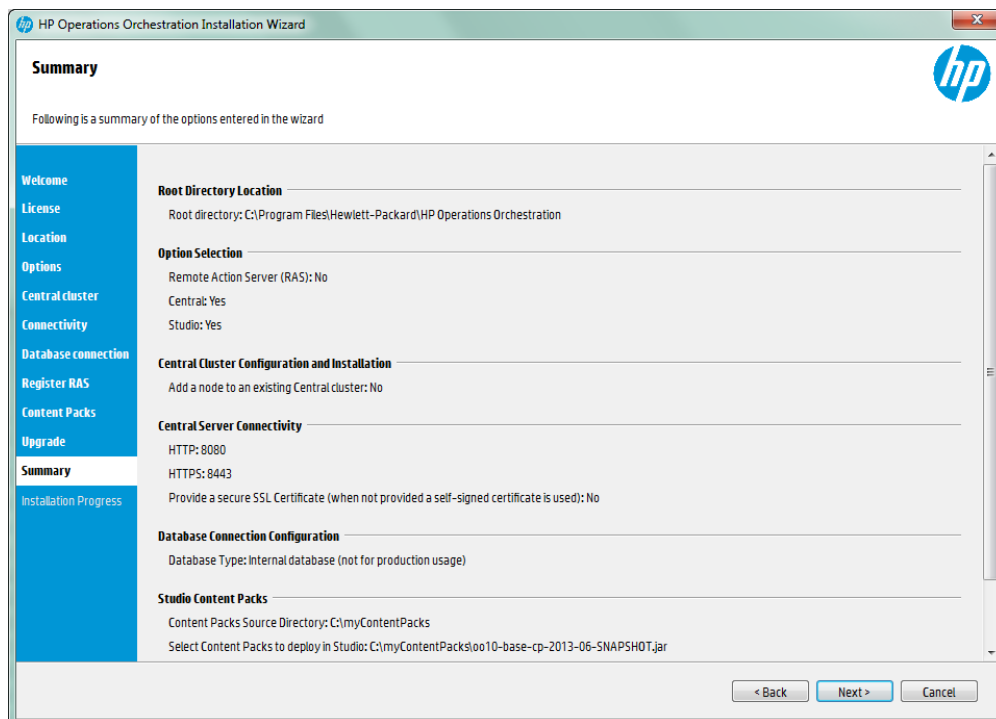 HP Operations Orchestration Installation Wizard
Summary
Following is a summary of the options entered in the wizard
Welcome
License
Location
Options
Central cluster
Connectivity
Database connection
Register RAS
Content Packs
Upgrade
Summary
Installation Progress
Root Directory Location
Root directory: C:\Program Files\Hewlett-Packard\HP Operations Orchestration
Option Selection
Remote Action Server (RAS): No
Central: Yes
Studio: Yes
Central Cluster Configuration and Installation
Add a node to an existing Central cluster: No
Central Server Connectivity
HTTP: 8080
HTTPS: 8443
Provide a secure SSL Certificate (when not provided a self-signed certificate is used): No
Database Connection Configuration
Database Type: Internal database (not for production usage)
Studio Content Packs
Content Packs Source Directory: C:\myContentPacks
Select Content Packs to deploy in Studio: C:\myContentPacks\oo10-base-cp-2013-06-SNAPSHOT.jar
< Back
Next >
Cancel